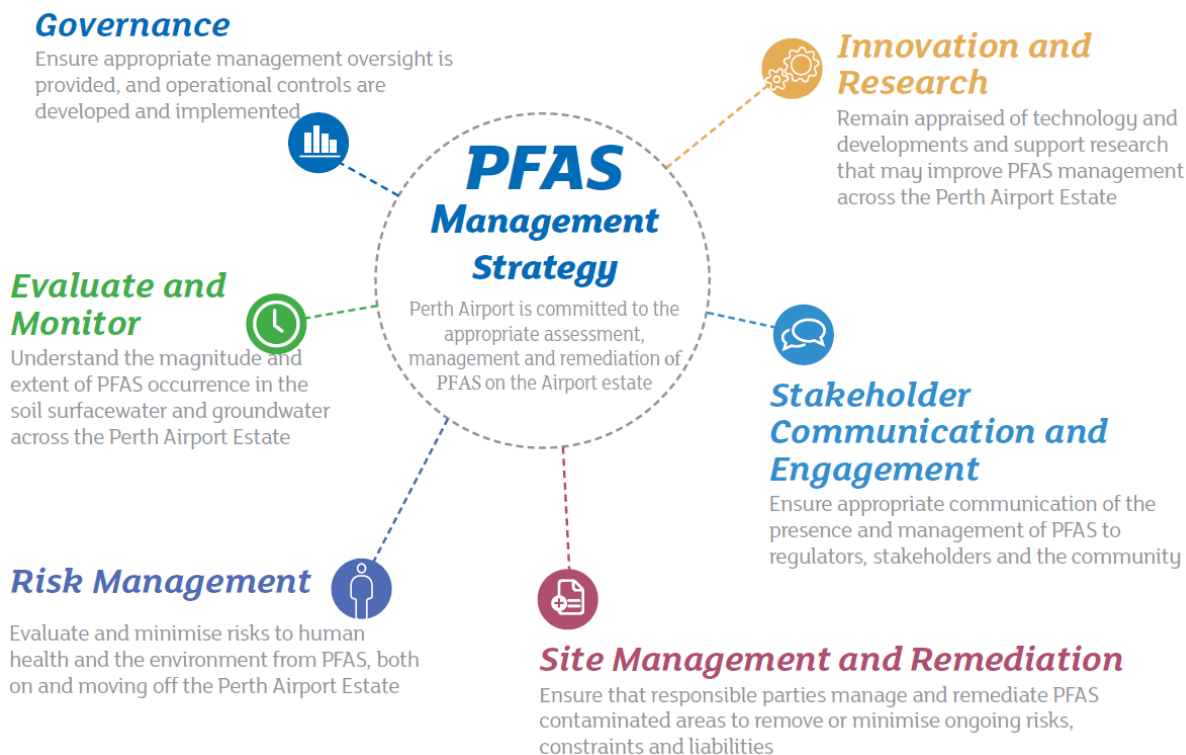 Governance
Ensure appropriate management oversight is
provided, and operational controls are
developed and implemented
Innovation and
Research
Remain appraised of technology and
developments and support research
that may improve PFAS management
across the Perth Airport Estate
PFAS
Management
Strategy
Perth Airport is committed to the
appropriate assessment,
management and remediation of
PFAS on the Airport estate
Evaluate and
Monitor
Understand the magnitude and
extent of PFAS occurrence in the
soil surfacewater and groundwater
across the Perth Airport Estate
Stakeholder
Communication and
Engagement
Ensure appropriate communication of the
presence and management of PFAS to
regulators, stakeholders and the community
Risk Management
Evaluate and minimise risks to human
health and the environment from PFAS, both
on and moving off the Perth Airport Estate
Site Management and Remediation
Ensure that responsible parties manage and remediate PFAS
contaminated areas to remove or minimise ongoing risks,
constraints and liabilities